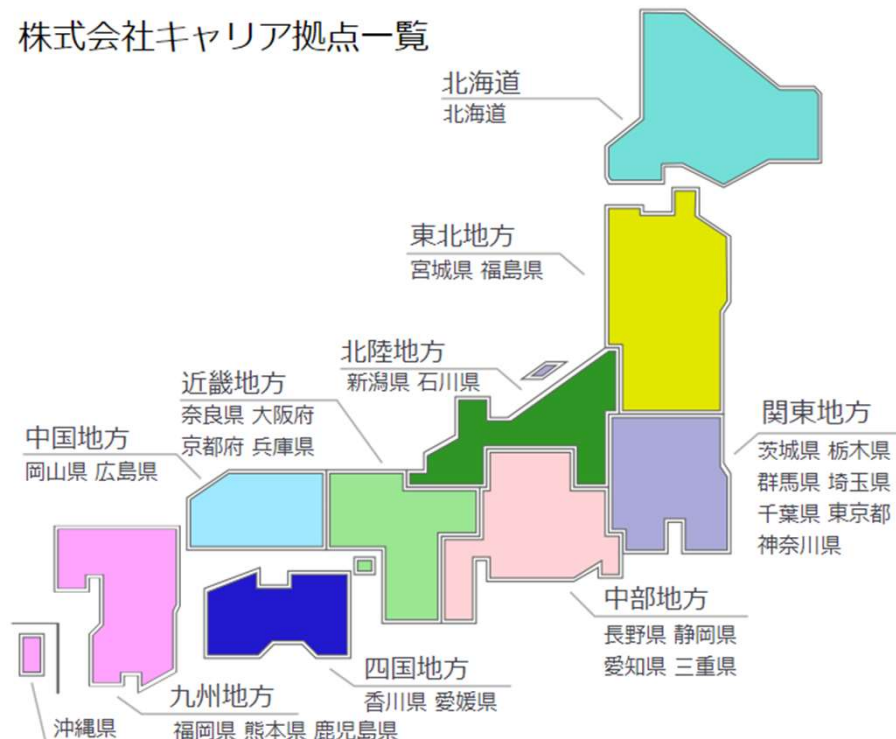 株式会社キャリア拠点一覧
北海道
北海道
東北地方
宮城県 福島県
北陸地方
新潟県 石川県
近畿地方
奈良県 大阪府
京都府 兵庫県
中国地方
岡山県 広島県
関東地方
茨城県 栃木県
群馬県 埼玉県
千葉県 東京都
神奈川県
中部地方
長野県 静岡県
愛知県 三重県
四国地方
香川県 愛媛県
九州地方
福岡県 熊本県 鹿児島県
沖縄県